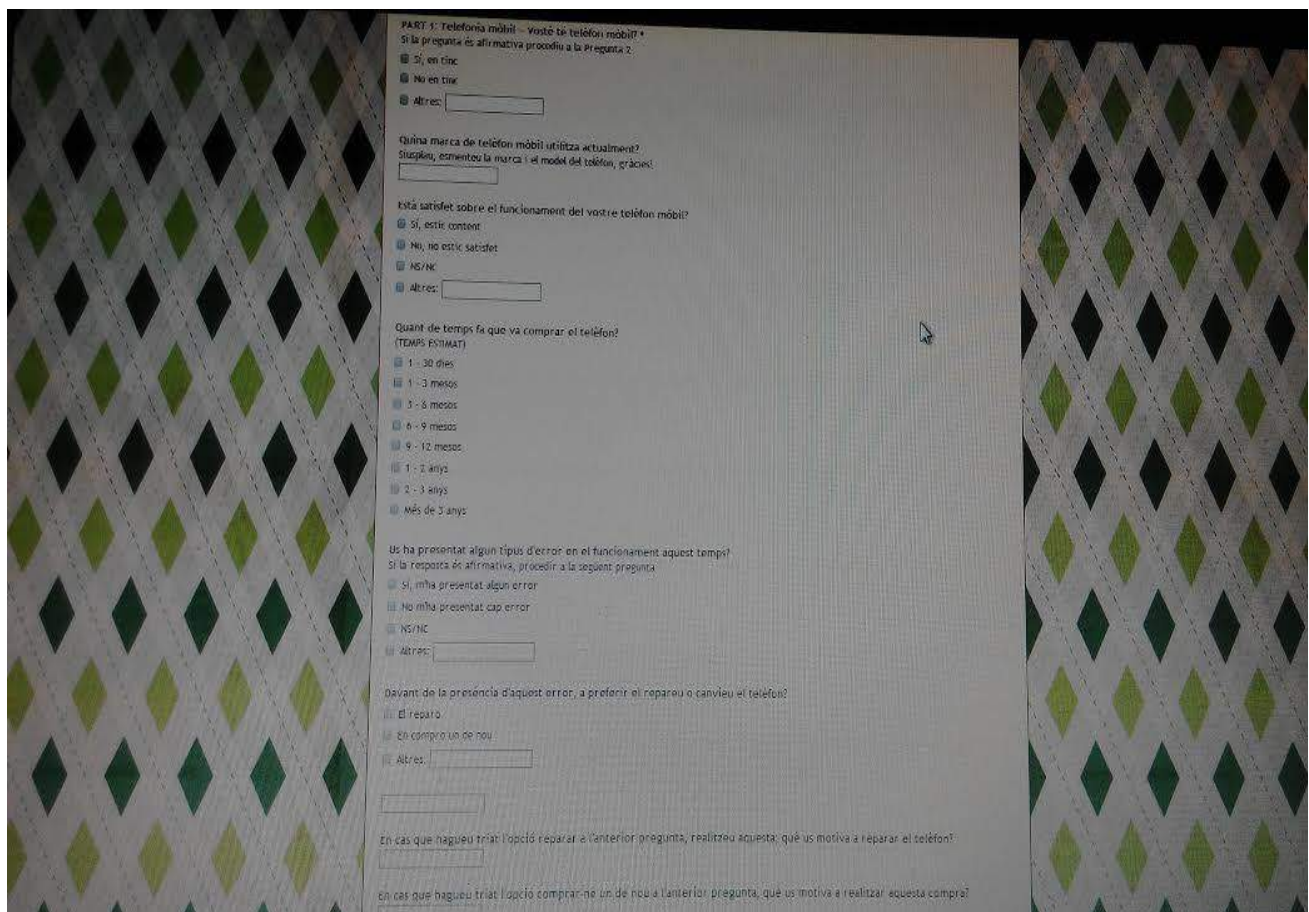 PART 1: Telefonia mòbil - Vostè té telèfon mòbil? *
Si la pregunta és afirmativa procediu a la Pregunta 2
Sí, en tinc
No en tinc
Altres:
Quina marca de telèfon mòbil utilitza actualment?
Siusplau, esmenteu la marca i el model del telèfon, gràcies!
Està satisfet sobre el funcionament del vostre telèfon mòbil?
Sí, estic content
No, no estic satisfet
NS/NC
Altres:
Quant de temps fa que va comprar el telèfon?
(TEMPS ESTIMAT)
1 - 30 dies
1 - 3 mesos
3 - 6 mesos
6 - 9 mesos
9 - 12 mesos
1 - 2 anys
2 - 3 anys
Més de 3 anys
Us ha presentat algun tipus d'error en el funcionament aquest temps?
Si la resposta és afirmativa, procedir a la següent pregunta
Sí, m'ha presentat algun error
No m'ha presentat cap error
NS/NC
Altres:
Davant de la presència d'aquest error, a preferir el repareu o canvieu el telèfon?
El reparo
En compro un de nou
Altres:
En cas que hagueu triat l'opció reparar a l'anterior pregunta, realitzeu aquesta: què us motiva a reparar el telèfon?
En cas que hagueu triat l'opció comprar-ne un de nou a l'anterior pregunta, què us motiva a realitzar aquesta compra?